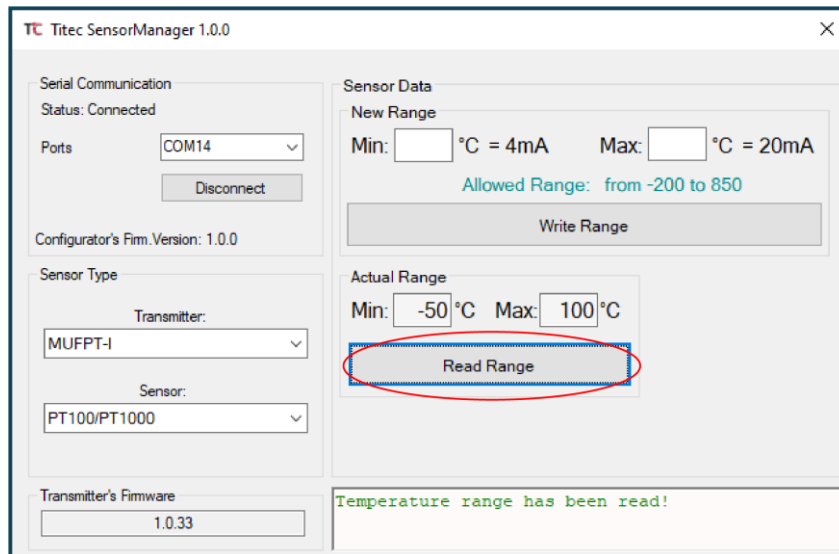 TC Titec SensorManager 1.0.0
Serial Communication
Status: Connected
Ports COM14
Disconnect
Configurator's Firm.Version: 1.0.0
Sensor Type
Transmitter:
MUFPT-I
Sensor:
PT100/PT1000
Transmitter's Firmware
1.0.33
Sensor Data
New Range
Min: °C = 4mA Max: °C = 20mA
Allowed Range: from -200 to 850
Write Range
Actual Range
Min: -50 °C Max: 100 °C
Read Range
Temperature range has been read!